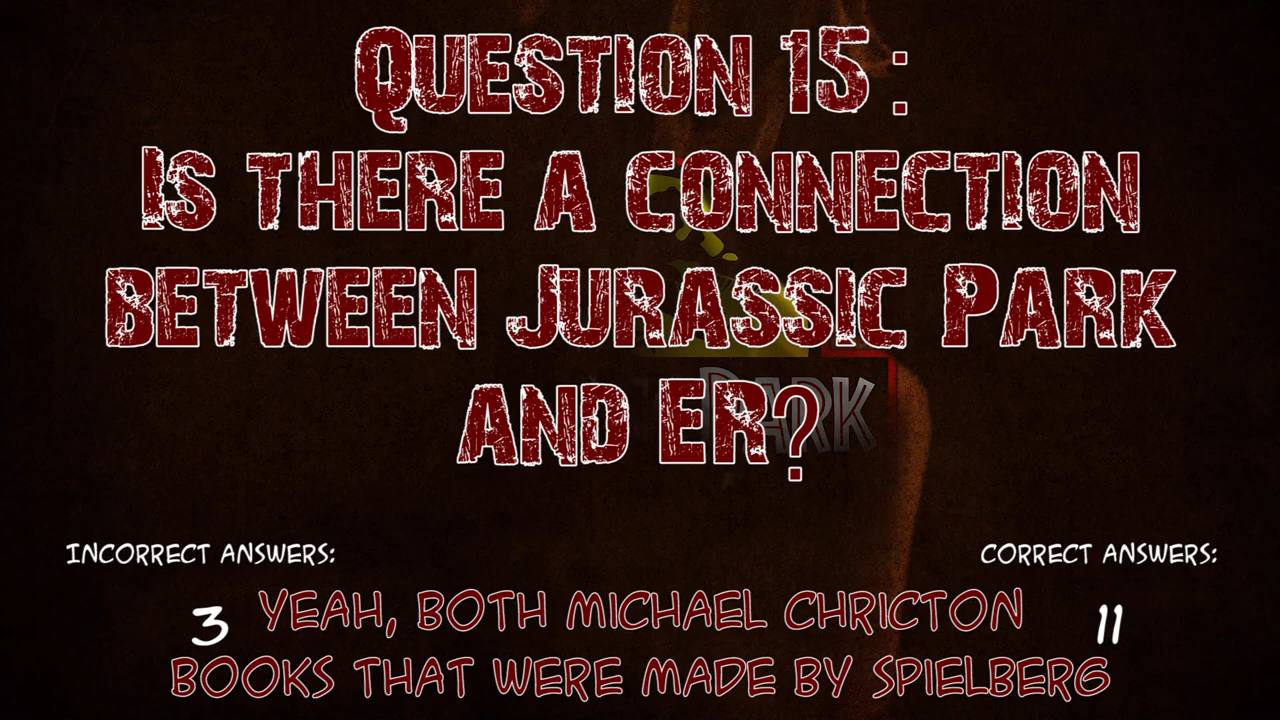 Question 15:
Is there a connection
between Jurassic Park
and ER?
Park
Incorrect answers:
Correct answers:
3
Yeah, both Michael Chricton
11
books that were made by Spielberg